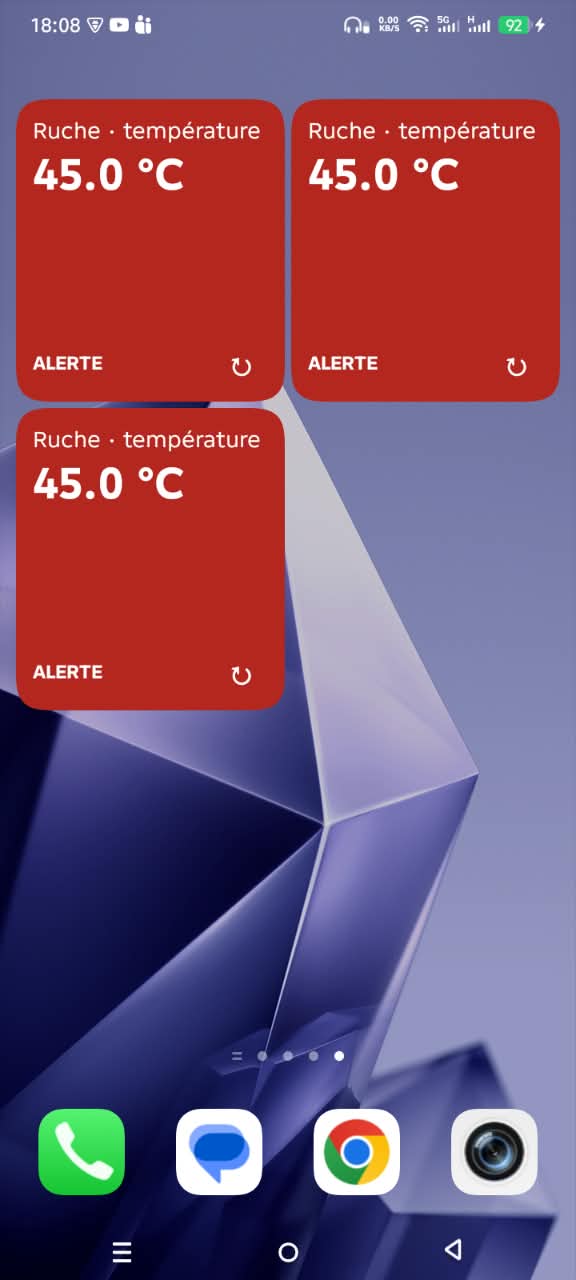 18:08
0.00
KB/S
5G
H
92
Ruche · température
45.0 °C
ALERTE
Ruche · température
45.0 °C
ALERTE
Ruche · température
45.0 °C
ALERTE